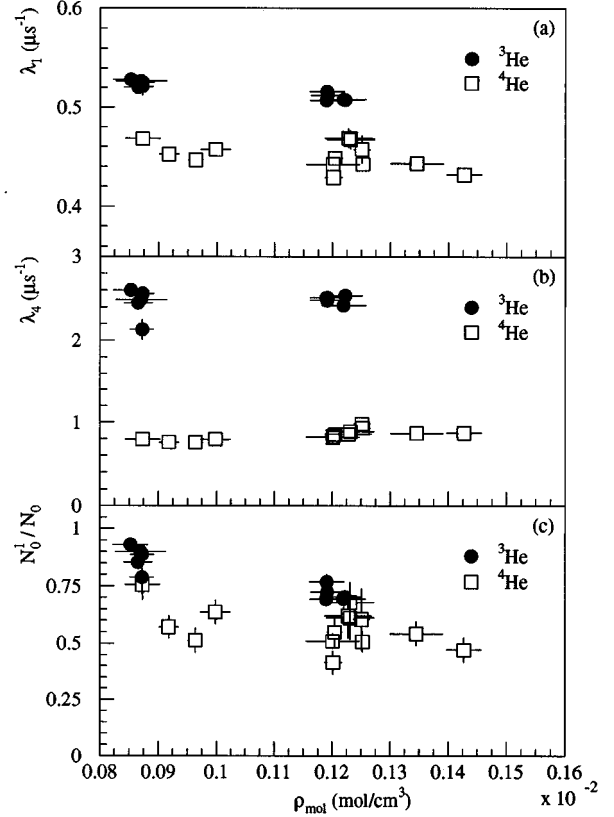 0.6
(a)
³He
⁴He
λ₁ (μs⁻¹)
0.5
0.4
3
(b)
³He
⁴He
λ₄ (μs⁻¹)
2
1
0
(c)
³He
⁴He
N₀¹ / N₀
1
0.75
0.5
0.25
0
0.08 0.09 0.1 0.11 0.12 0.13 0.14 0.15 0.16
ρmol (mol/cm³)
x 10⁻²